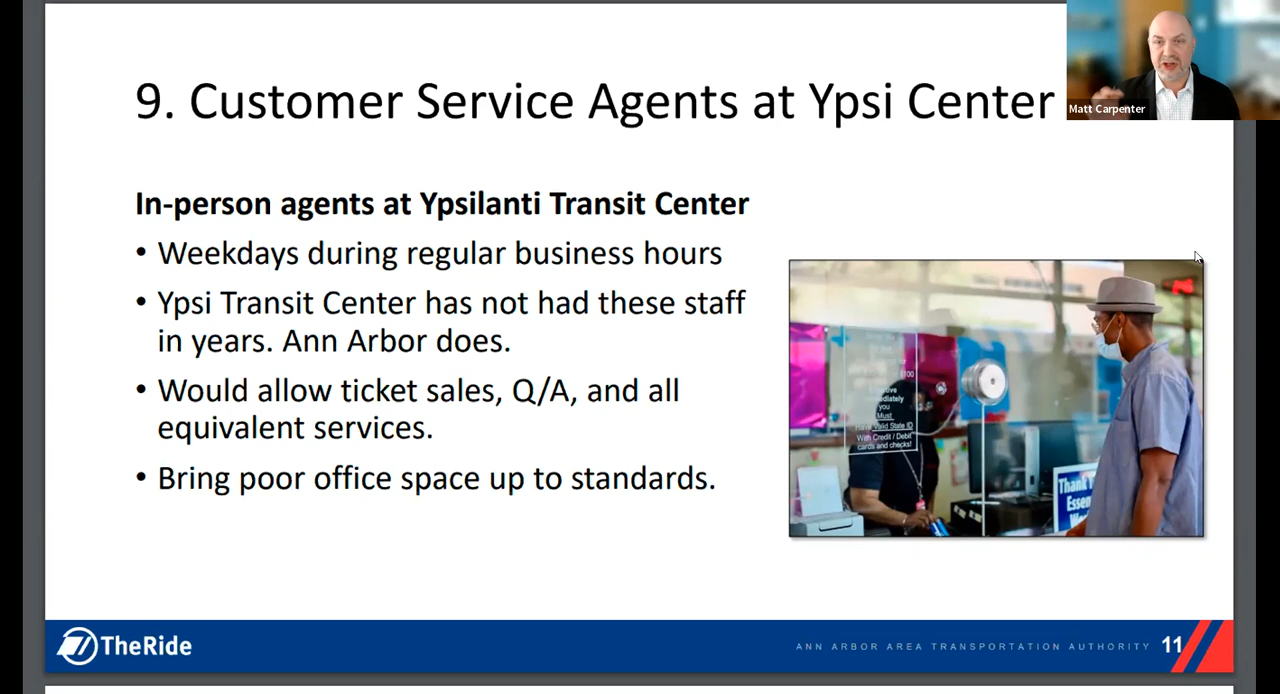 9. Customer Service Agents at Ypsi Center
Matt Carpenter
In-person agents at Ypsilanti Transit Center
• Weekdays during regular business hours
• Ypsi Transit Center has not had these staff
in years. Ann Arbor does.
• Would allow ticket sales, Q/A, and all
equivalent services.
• Bring poor office space up to standards.
$100
you
Must
Have Valid State ID
With Credit / Debit
cards and checks!
Thank
Essen
TheRide
ANN ARBOR AREA TRANSPORTATION AUTHORITY
11